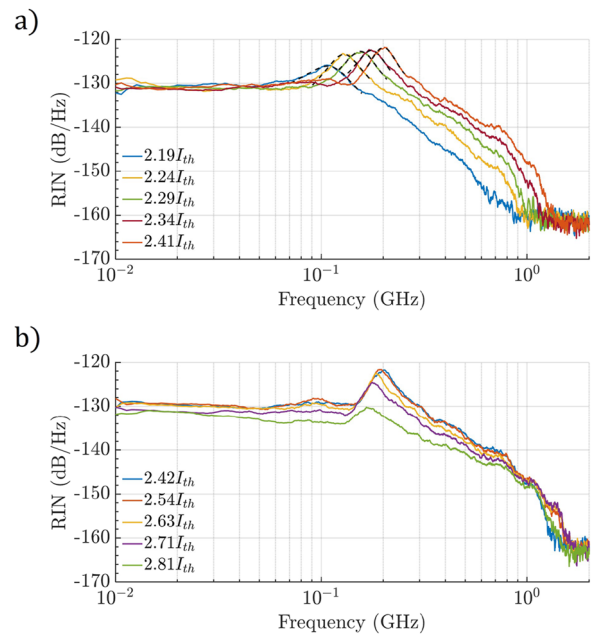 a)
-120
-130
-140
-150
-160
-170
RIN (dB/Hz)
2.19I_th
2.24I_th
2.29I_th
2.34I_th
2.41I_th
10^-2
10^-1
10^0
Frequency (GHz)
b)
-120
-130
-140
-150
-160
-170
RIN (dB/Hz)
2.42I_th
2.54I_th
2.63I_th
2.71I_th
2.81I_th
10^-2
10^-1
10^0
Frequency (GHz)